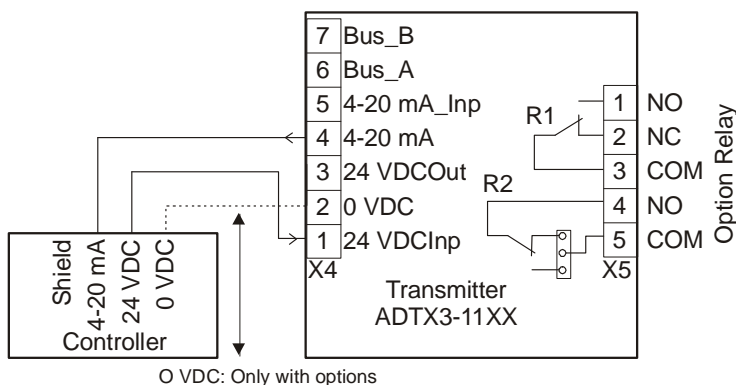 7 Bus_B
6 Bus_A
5 4-20 mA_Inp
4 4-20 mA
3 24 VDCOut
2 0 VDC
1 24 VDCInp
X4
R1
R2
1 NO
2 NC
3 COM
4 NO
5 COM
X5
Option Relay
Transmitter
ADTX3-11XX
Shield
4-20 mA
24 VDC
0 VDC
Controller
O VDC: Only with options